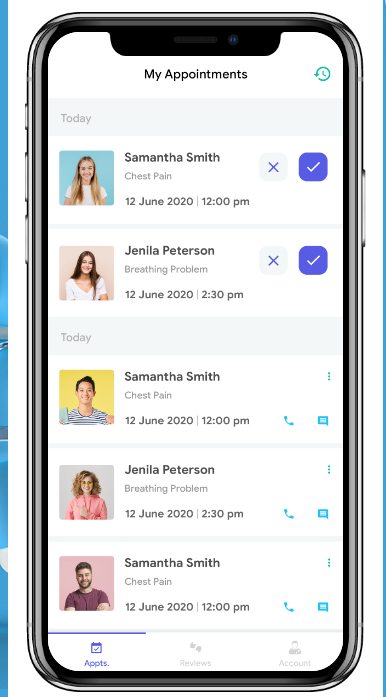 My Appointments
Today
Samantha Smith
Chest Pain
12 June 2020 | 12:00 pm
Jenila Peterson
Breathing Problem
12 June 2020 | 2:30 pm
Today
Samantha Smith
Chest Pain
12 June 2020 | 12:00 pm
Jenila Peterson
Breathing Problem
12 June 2020 | 2:30 pm
Samantha Smith
Chest Pain
12 June 2020 | 12:00 pm
Appts. Reviews Account